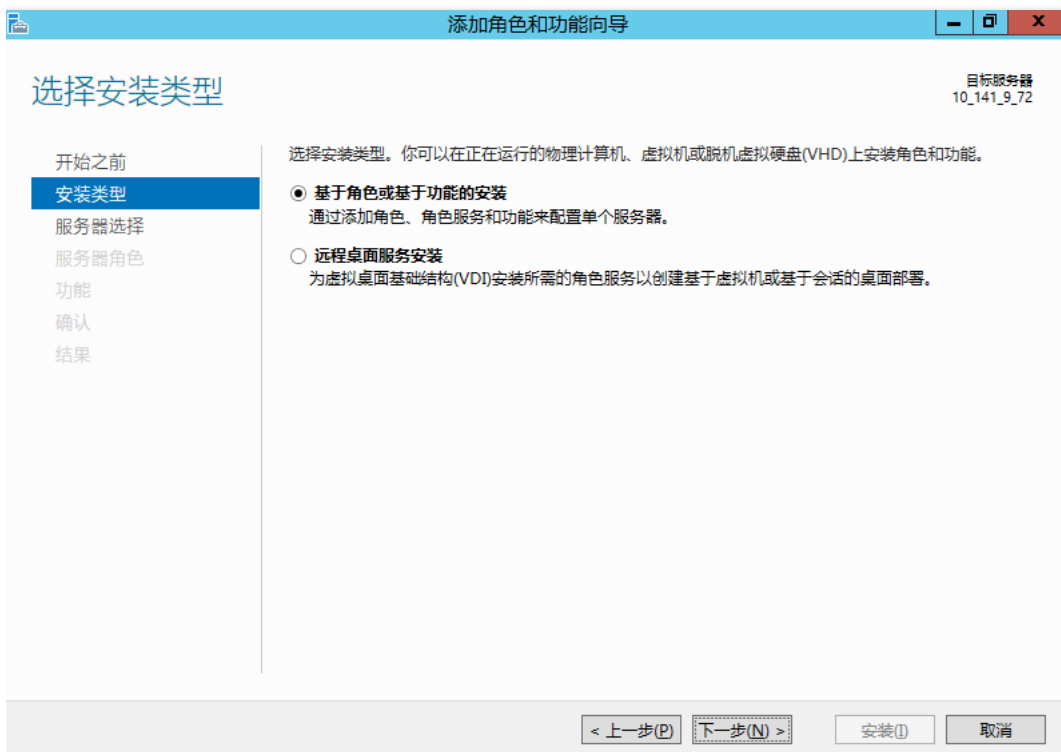 添加角色和功能向导
选择安装类型
目标服务器
10_141_9_72
开始之前
安装类型
服务器选择
服务器角色
功能
确认
结果
选择安装类型。你可以在正在运行的物理计算机、虚拟机或脱机虚拟硬盘(VHD)上安装角色和功能。
基于角色或基于功能的安装
通过添加角色、角色服务和功能来配置单个服务器。
远程桌面服务安装
为虚拟桌面基础结构(VDI)安装所需的角色服务以创建基于虚拟机或基于会话的桌面部署。
< 上一步(P)
下一步(N) >
安装(I)
取消